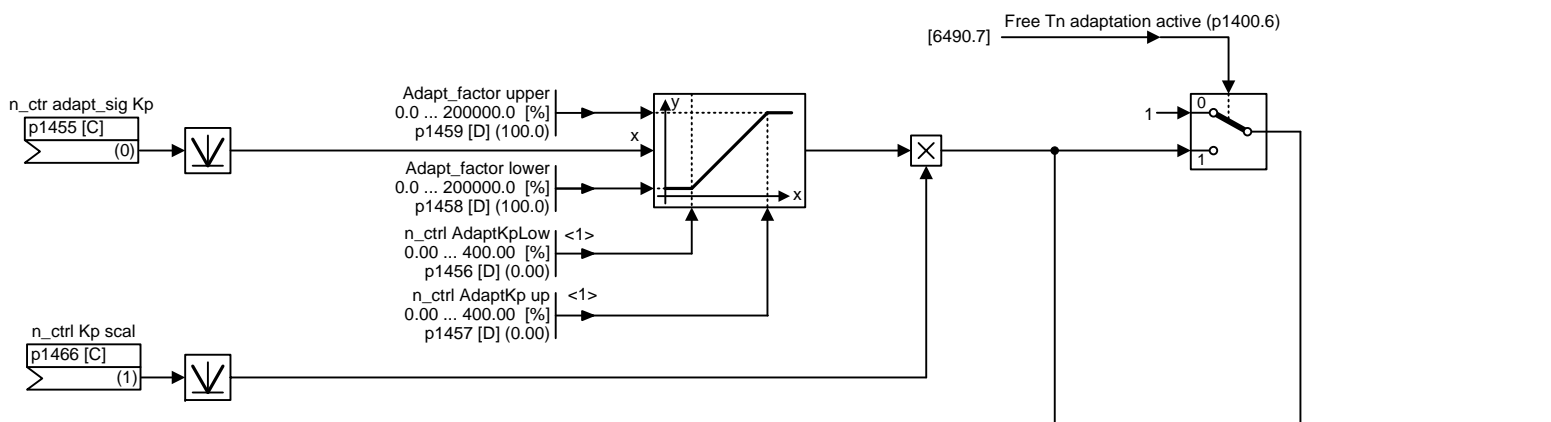 Free Tn adaptation active (p1400.6)
[6490.7]
n_ctr adapt_sig Kp
p1455 [C]
(0)
Adapt_factor upper
0.0 ... 200000.0 [%]
p1459 [D] (100.0)
x
Adapt_factor lower
0.0 ... 200000.0 [%]
p1458 [D] (100.0)
y
x
n_ctrl AdaptKpLow <1>
0.00 ... 400.00 [%]
p1456 [D] (0.00)
n_ctrl AdaptKp up <1>
0.00 ... 400.00 [%]
p1457 [D] (0.00)
1
0
1
n_ctrl Kp scal
p1466 [C]
(1)